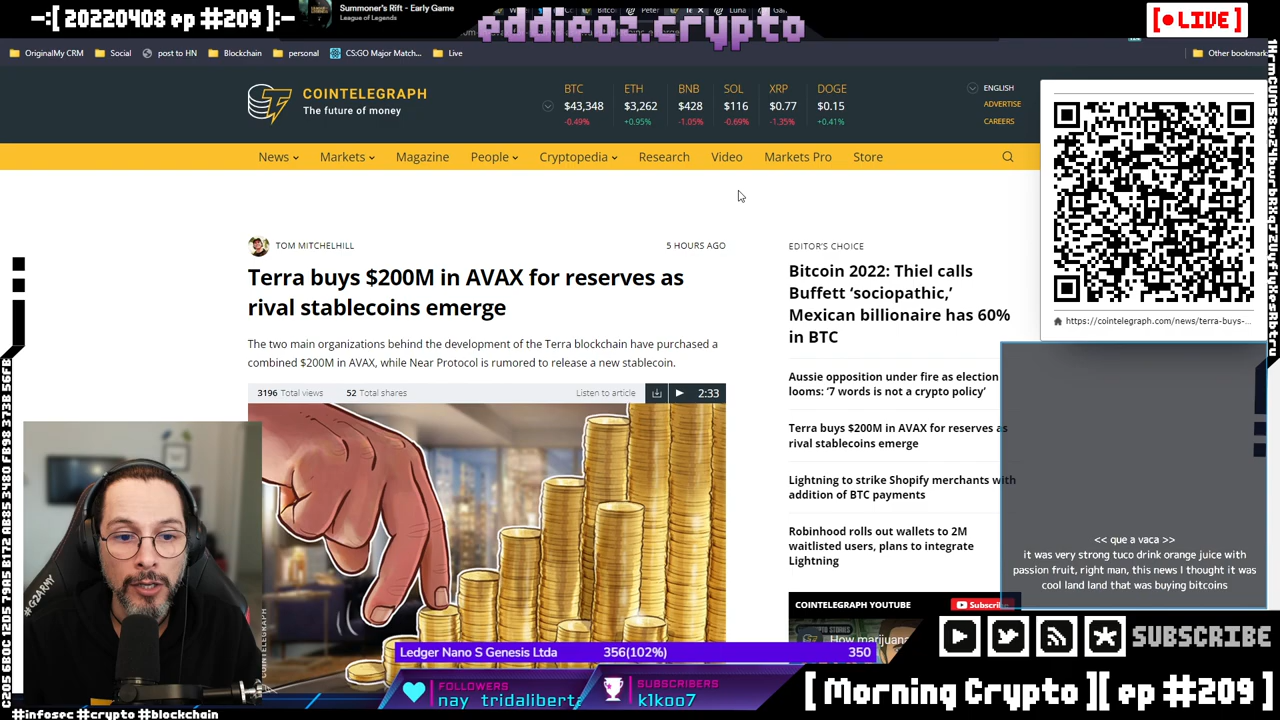 -:[ 20220408 ep #209 ]:-
Summoner's Rift - Early Game
League of Legends
eddieoz.crypto
[•LIVE]
OriginalMy CRM
Social
post to HN
Blockchain
personal
CS:GO Major Match...
Live
Other bookmark
COINTELEGRAPH
The future of money
BTC ETH BNB SOL XRP DOGE
$43,348 $3,262 $428 $116 $0.77 $0.15
-0.49% +0.95% -1.05% -0.69% -1.35% +0.41%
ENGLISH
ADVERTISE
CAREERS
News Markets Magazine People Cryptopedia Research Video Markets Pro Store
TOM MITCHELHILL
5 HOURS AGO
Terra buys $200M in AVAX for reserves as
rival stablecoins emerge
The two main organizations behind the development of the Terra blockchain have purchased a
combined $200M in AVAX, while Near Protocol is rumored to release a new stablecoin.
3196 Total views
52 Total shares
Listen to article
2:33
EDITOR'S CHOICE
Bitcoin 2022: Thiel calls
Buffett ‘sociopathic,’
Mexican billionaire has 60%
in BTC
Aussie opposition under fire as election
looms: ‘7 words is not a crypto policy’
Terra buys $200M in AVAX for reserves as
rival stablecoins emerge
Lightning to strike Shopify merchants with
addition of BTC payments
Robinhood rolls out wallets to 2M
waitlisted users, plans to integrate
Lightning
COINTELEGRAPH YOUTUBE
Subscri
How marijuana
https://cointelegraph.com/news/terra-buys-...
<< que a vaca >>
it was very strong tuco drink orange juice with
passion fruit, right man, this news I thought it was
cool land land that was buying bitcoins
#G2ARMY
COINTELEGRAPH
Ledger Nano S Genesis Ltda
356(102%)
350
FOLLOWERS
nay tridaliberta
SUBSCRIBERS
k1koo7
SUBSCRIBE
[ Morning Crypto ][ ep #209 ]
#infosec #crypto #blockchain